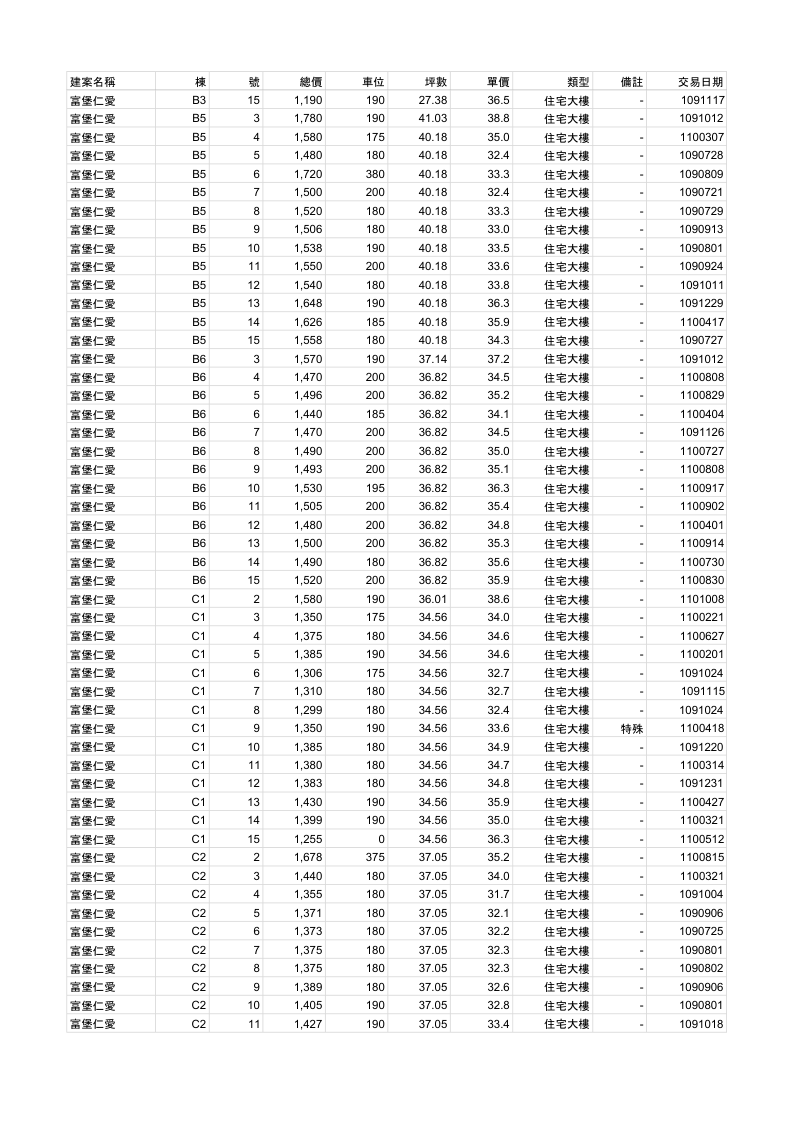 建案名稱 棟 號 總價 車位 坪數 單價 類型 備註 交易日期
富堡仁愛 B3 15 1,190 190 27.38 36.5 住宅大樓 - 1091117
富堡仁愛 B5 3 1,780 190 41.03 38.8 住宅大樓 - 1091012
富堡仁愛 B5 4 1,580 175 40.18 35.0 住宅大樓 - 1100307
富堡仁愛 B5 5 1,480 180 40.18 32.4 住宅大樓 - 1090728
富堡仁愛 B5 6 1,720 380 40.18 33.3 住宅大樓 - 1090809
富堡仁愛 B5 7 1,500 200 40.18 32.4 住宅大樓 - 1090721
富堡仁愛 B5 8 1,520 180 40.18 33.3 住宅大樓 - 1090729
富堡仁愛 B5 9 1,506 180 40.18 33.0 住宅大樓 - 1090913
富堡仁愛 B5 10 1,538 190 40.18 33.5 住宅大樓 - 1090801
富堡仁愛 B5 11 1,550 200 40.18 33.6 住宅大樓 - 1090924
富堡仁愛 B5 12 1,540 180 40.18 33.8 住宅大樓 - 1091011
富堡仁愛 B5 13 1,648 190 40.18 36.3 住宅大樓 - 1091229
富堡仁愛 B5 14 1,626 185 40.18 35.9 住宅大樓 - 1100417
富堡仁愛 B5 15 1,558 180 40.18 34.3 住宅大樓 - 1090727
富堡仁愛 B6 3 1,570 190 37.14 37.2 住宅大樓 - 1091012
富堡仁愛 B6 4 1,470 200 36.82 34.5 住宅大樓 - 1100808
富堡仁愛 B6 5 1,496 200 36.82 35.2 住宅大樓 - 1100829
富堡仁愛 B6 6 1,440 185 36.82 34.1 住宅大樓 - 1100404
富堡仁愛 B6 7 1,470 200 36.82 34.5 住宅大樓 - 1091126
富堡仁愛 B6 8 1,490 200 36.82 35.0 住宅大樓 - 1100727
富堡仁愛 B6 9 1,493 200 36.82 35.1 住宅大樓 - 1100808
富堡仁愛 B6 10 1,530 195 36.82 36.3 住宅大樓 - 1100917
富堡仁愛 B6 11 1,505 200 36.82 35.4 住宅大樓 - 1100902
富堡仁愛 B6 12 1,480 200 36.82 34.8 住宅大樓 - 1100401
富堡仁愛 B6 13 1,500 200 36.82 35.3 住宅大樓 - 1100914
富堡仁愛 B6 14 1,490 180 36.82 35.6 住宅大樓 - 1100730
富堡仁愛 B6 15 1,520 200 36.82 35.9 住宅大樓 - 1100830
富堡仁愛 C1 2 1,580 190 36.01 38.6 住宅大樓 - 1101008
富堡仁愛 C1 3 1,350 175 34.56 34.0 住宅大樓 - 1100221
富堡仁愛 C1 4 1,375 180 34.56 34.6 住宅大樓 - 1100627
富堡仁愛 C1 5 1,385 190 34.56 34.6 住宅大樓 - 1100201
富堡仁愛 C1 6 1,306 175 34.56 32.7 住宅大樓 - 1091024
富堡仁愛 C1 7 1,310 180 34.56 32.7 住宅大樓 - 1091115
富堡仁愛 C1 8 1,299 180 34.56 32.4 住宅大樓 - 1091024
富堡仁愛 C1 9 1,350 190 34.56 33.6 住宅大樓 特殊 1100418
富堡仁愛 C1 10 1,385 180 34.56 34.9 住宅大樓 - 1091220
富堡仁愛 C1 11 1,380 180 34.56 34.7 住宅大樓 - 1100314
富堡仁愛 C1 12 1,383 180 34.56 34.8 住宅大樓 - 1091231
富堡仁愛 C1 13 1,430 190 34.56 35.9 住宅大樓 - 1100427
富堡仁愛 C1 14 1,399 190 34.56 35.0 住宅大樓 - 1100321
富堡仁愛 C1 15 1,255 0 34.56 36.3 住宅大樓 - 1100512
富堡仁愛 C2 2 1,678 375 37.05 35.2 住宅大樓 - 1100815
富堡仁愛 C2 3 1,440 180 37.05 34.0 住宅大樓 - 1100321
富堡仁愛 C2 4 1,355 180 37.05 31.7 住宅大樓 - 1091004
富堡仁愛 C2 5 1,371 180 37.05 32.1 住宅大樓 - 1090906
富堡仁愛 C2 6 1,373 180 37.05 32.2 住宅大樓 - 1090725
富堡仁愛 C2 7 1,375 180 37.05 32.3 住宅大樓 - 1090801
富堡仁愛 C2 8 1,375 180 37.05 32.3 住宅大樓 - 1090802
富堡仁愛 C2 9 1,389 180 37.05 32.6 住宅大樓 - 1090906
富堡仁愛 C2 10 1,405 190 37.05 32.8 住宅大樓 - 1090801
富堡仁愛 C2 11 1,427 190 37.05 33.4 住宅大樓 - 1091018